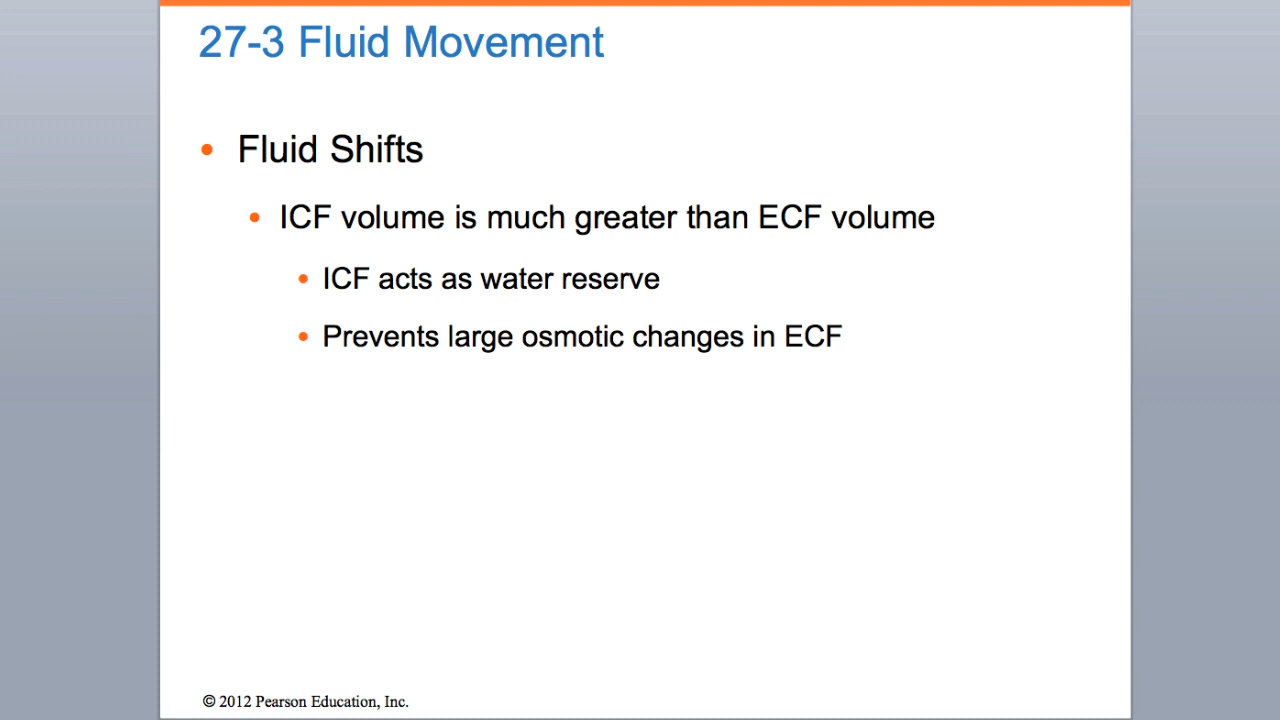 27-3 Fluid Movement
• Fluid Shifts
• ICF volume is much greater than ECF volume
• ICF acts as water reserve
• Prevents large osmotic changes in ECF
© 2012 Pearson Education, Inc.